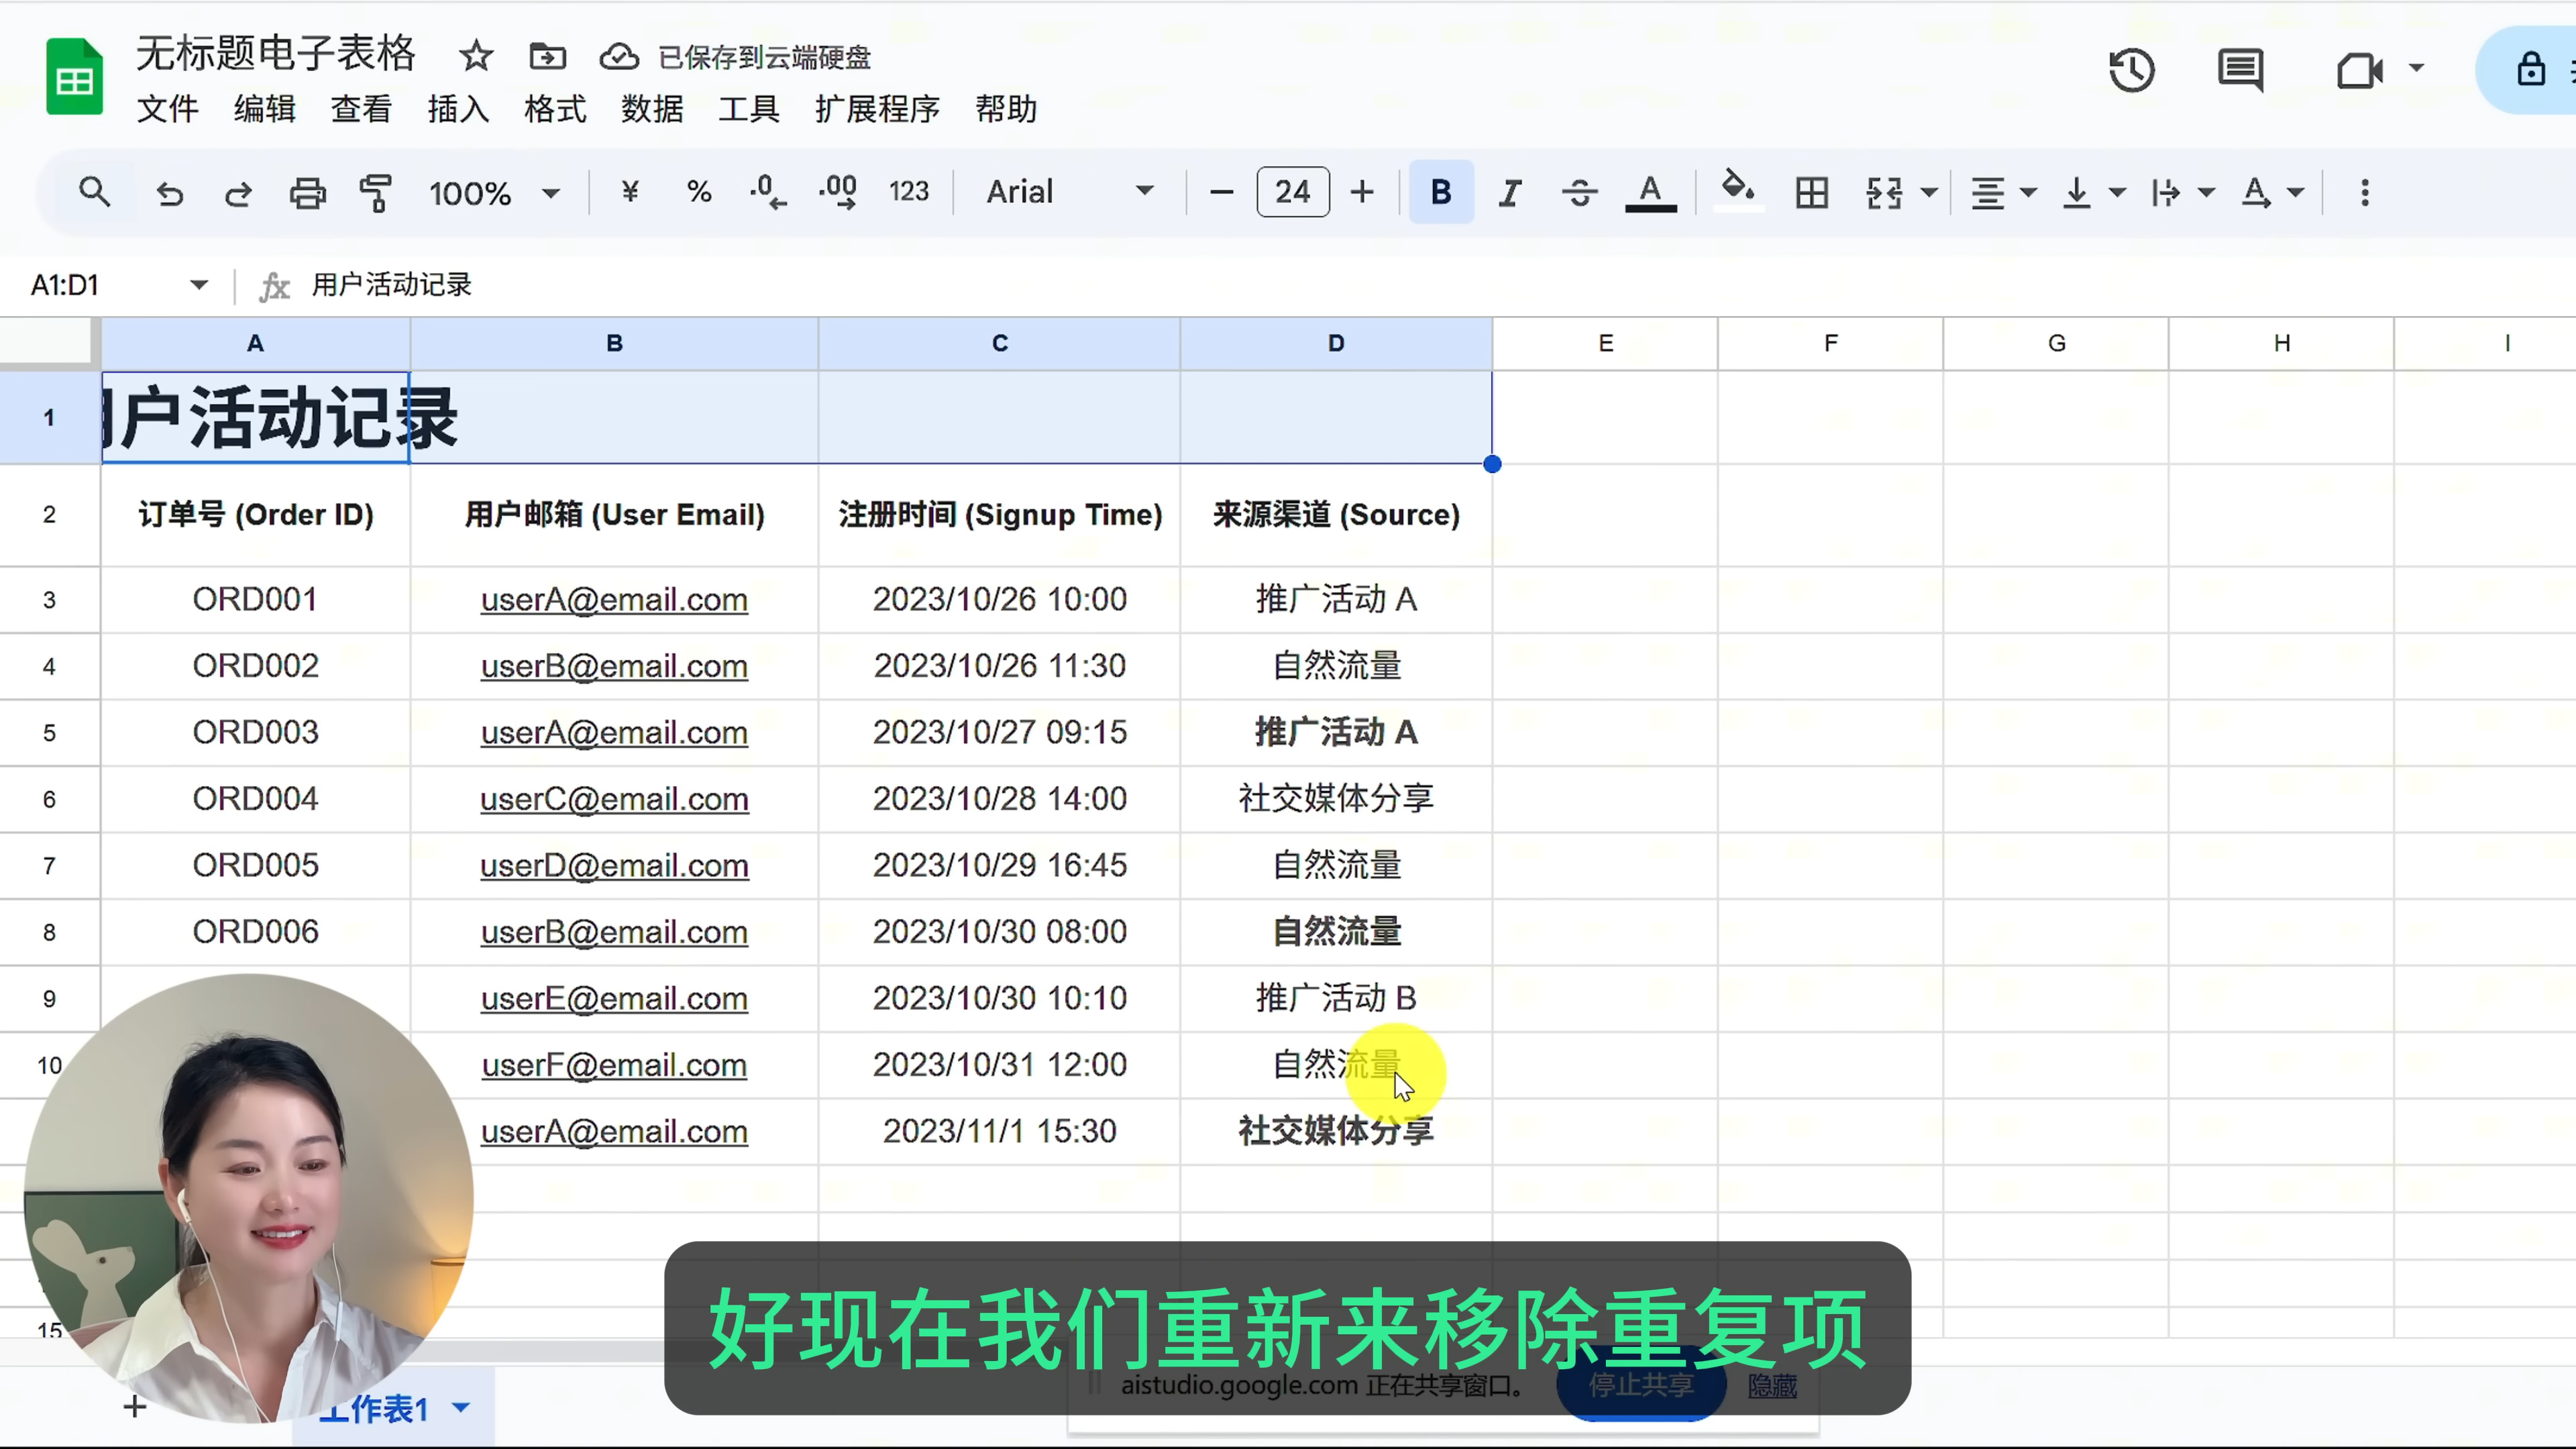 无标题电子表格 已保存到云端硬盘
文件 编辑 查看 插入 格式 数据 工具 扩展程序 帮助
100% ¥ % .0 .00 123 Arial 24 B I A A
A1:D1 fx 用户活动记录
A B C D E F G H I
1 户活动记录
2 订单号 (Order ID) 用户邮箱 (User Email) 注册时间 (Signup Time) 来源渠道 (Source)
3 ORD001 userA@email.com 2023/10/26 10:00 推广活动 A
4 ORD002 userB@email.com 2023/10/26 11:30 自然流量
5 ORD003 userA@email.com 2023/10/27 09:15 推广活动 A
6 ORD004 userC@email.com 2023/10/28 14:00 社交媒体分享
7 ORD005 userD@email.com 2023/10/29 16:45 自然流量
8 ORD006 userB@email.com 2023/10/30 08:00 自然流量
9 userE@email.com 2023/10/30 10:10 推广活动 B
10 userF@email.com 2023/10/31 12:00 自然流量
userA@email.com 2023/11/1 15:30 社交媒体分享
15
好现在我们重新来移除重复项
aistudio.google.com 正在共享窗口。 停止共享 隐藏
工作表1